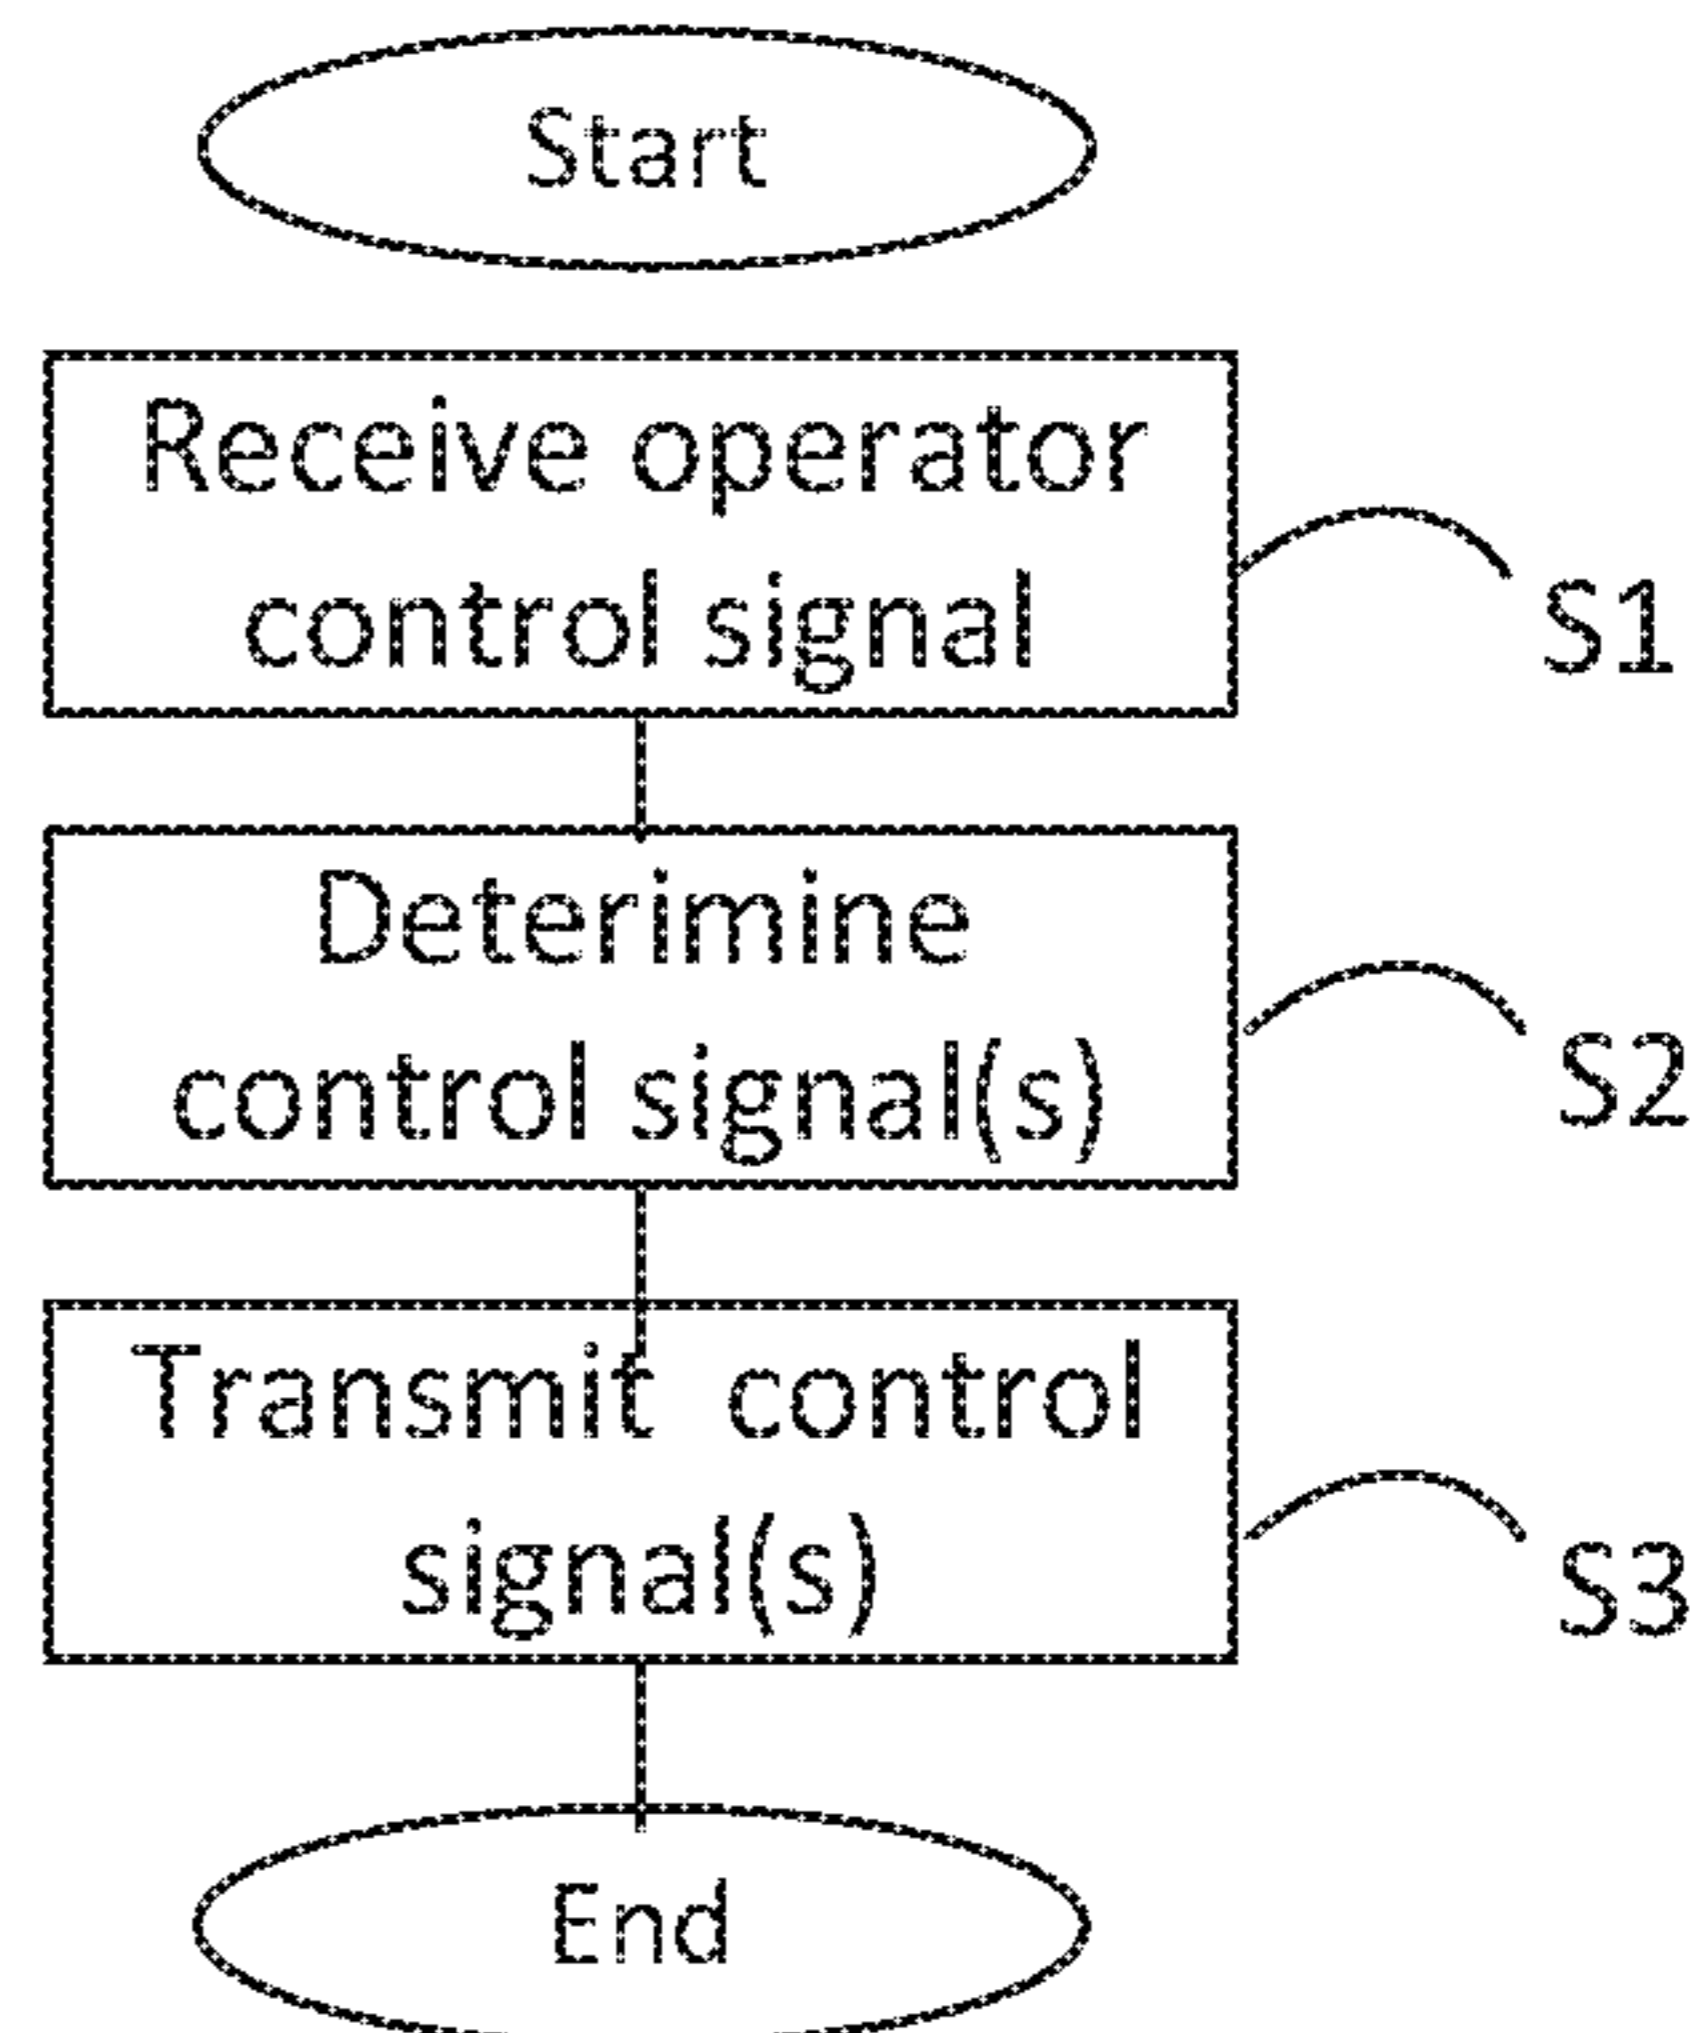 Start
Receive operator
control signal
S1
Deterimine
control signal(s)
S2
Transmit control
signal(s)
S3
End